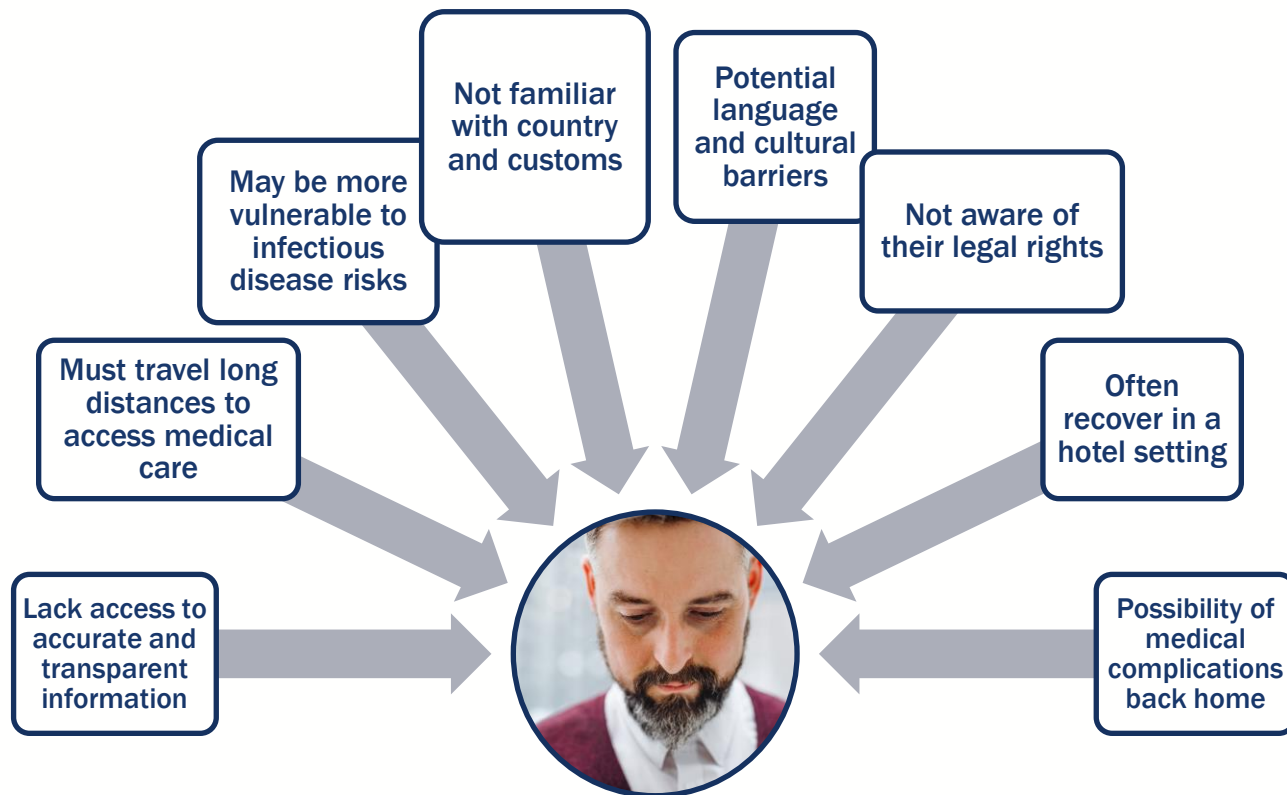 Lack access to
accurate and
transparent
information
Must travel long
distances to
access medical
care
May be more
vulnerable to
infectious
disease risks
Not familiar
with country
and customs
Potential
language
and cultural
barriers
Not aware of
their legal rights
Often
recover in a
hotel setting
Possibility of
medical
complications
back home